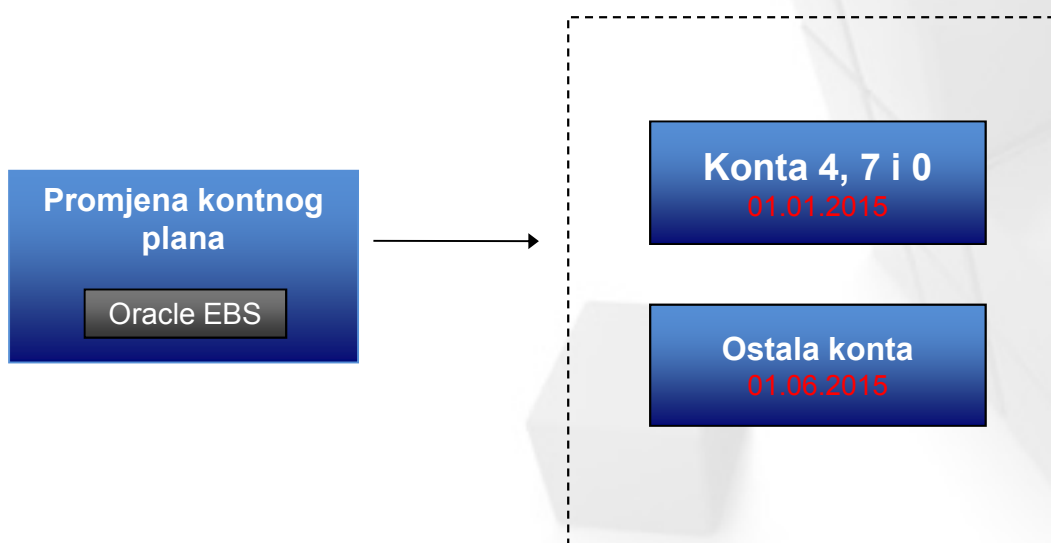 Promjena kontnog
plana
Oracle EBS
Konta 4, 7 i 0
01.01.2015
Ostala konta
01.06.2015